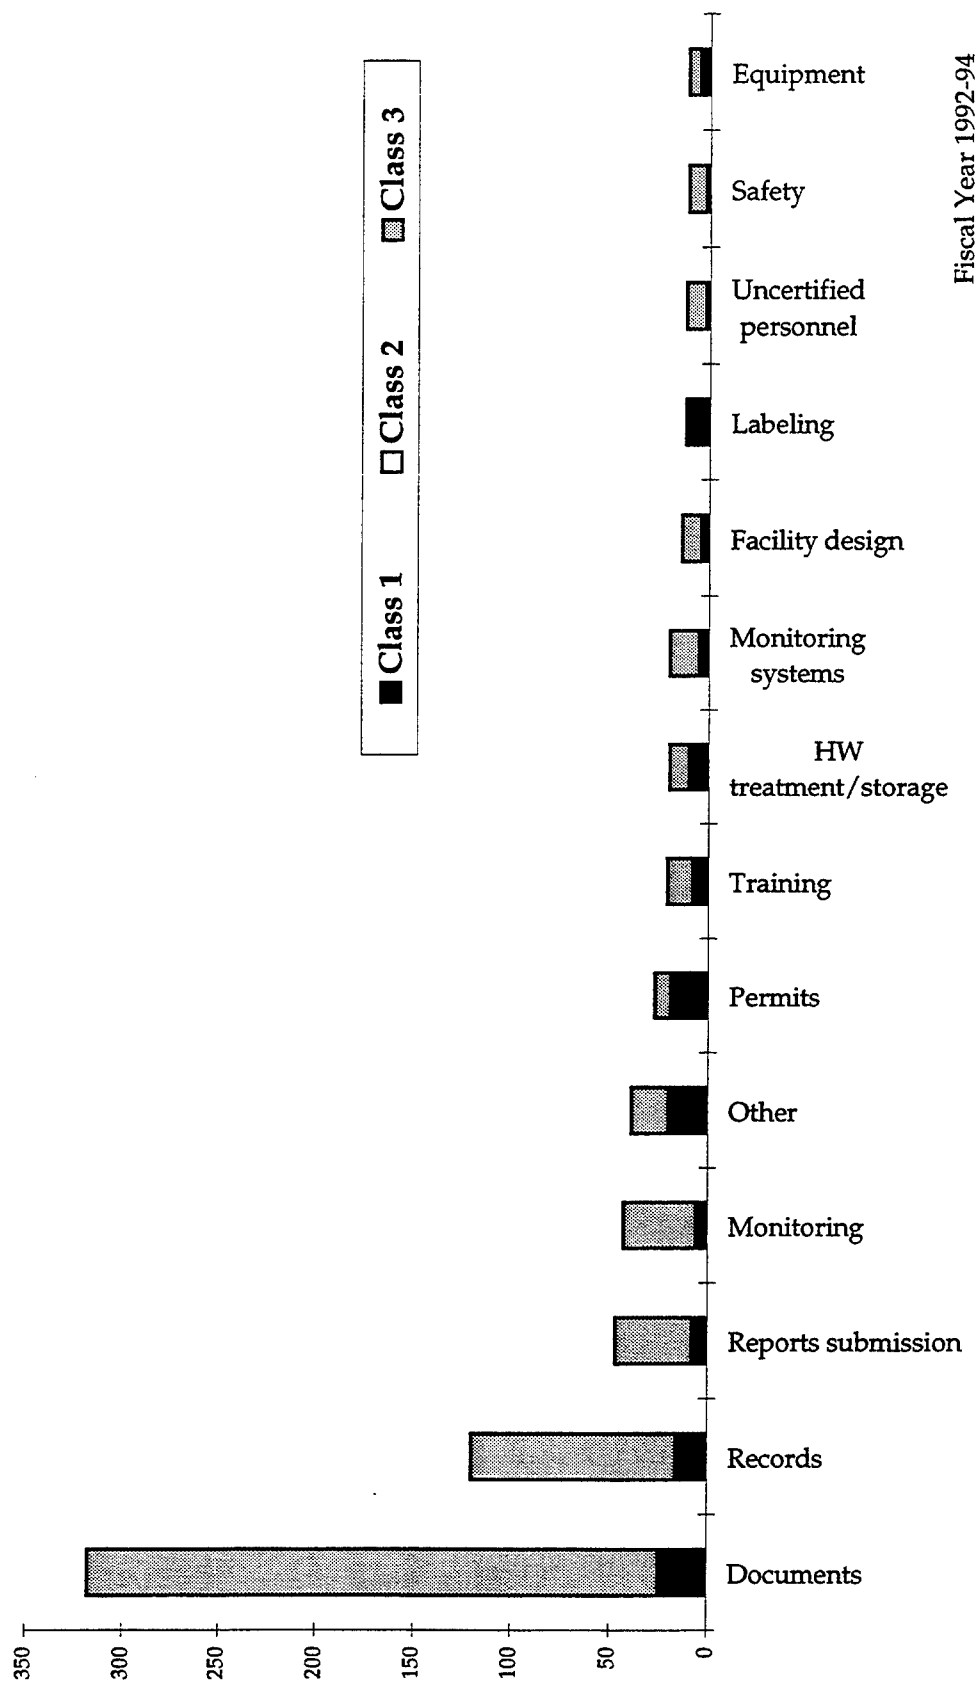 Class 1
Class 2
Class 3
Equipment
Safety
Uncertified
personnel
Labeling
Facility design
Monitoring
systems
HW
treatment/storage
Training
Permits
Other
Monitoring
Reports submission
Records
Documents
350
300
250
200
150
100
50
0
Fiscal Year 1992-94